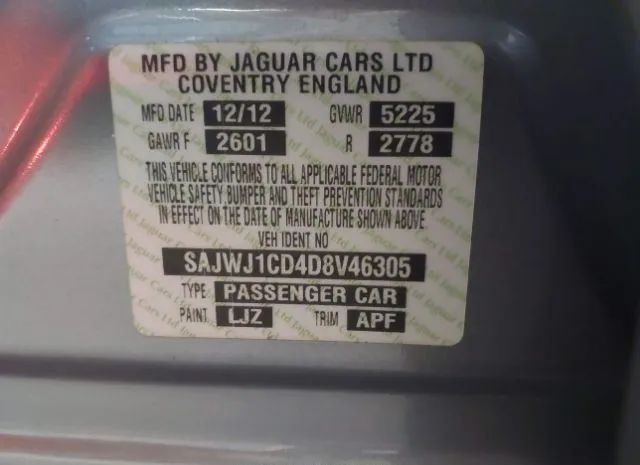 MFD BY JAGUAR CARS LTD
COVENTRY ENGLAND
MFD DATE 12/12 GVWR 5225
GAWR F 2601 R 2778
THIS VEHICLE CONFORMS TO ALL APPLICABLE FEDERAL MOTOR
VEHICLE SAFETY BUMPER AND THEFT PREVENTION STANDARDS
IN EFFECT ON THE DATE OF MANUFACTURE SHOWN ABOVE
VEH IDENT NO
SAJWJ1CD4D8V46305
TYPE PASSENGER CAR
PAINT LJZ TRIM APF